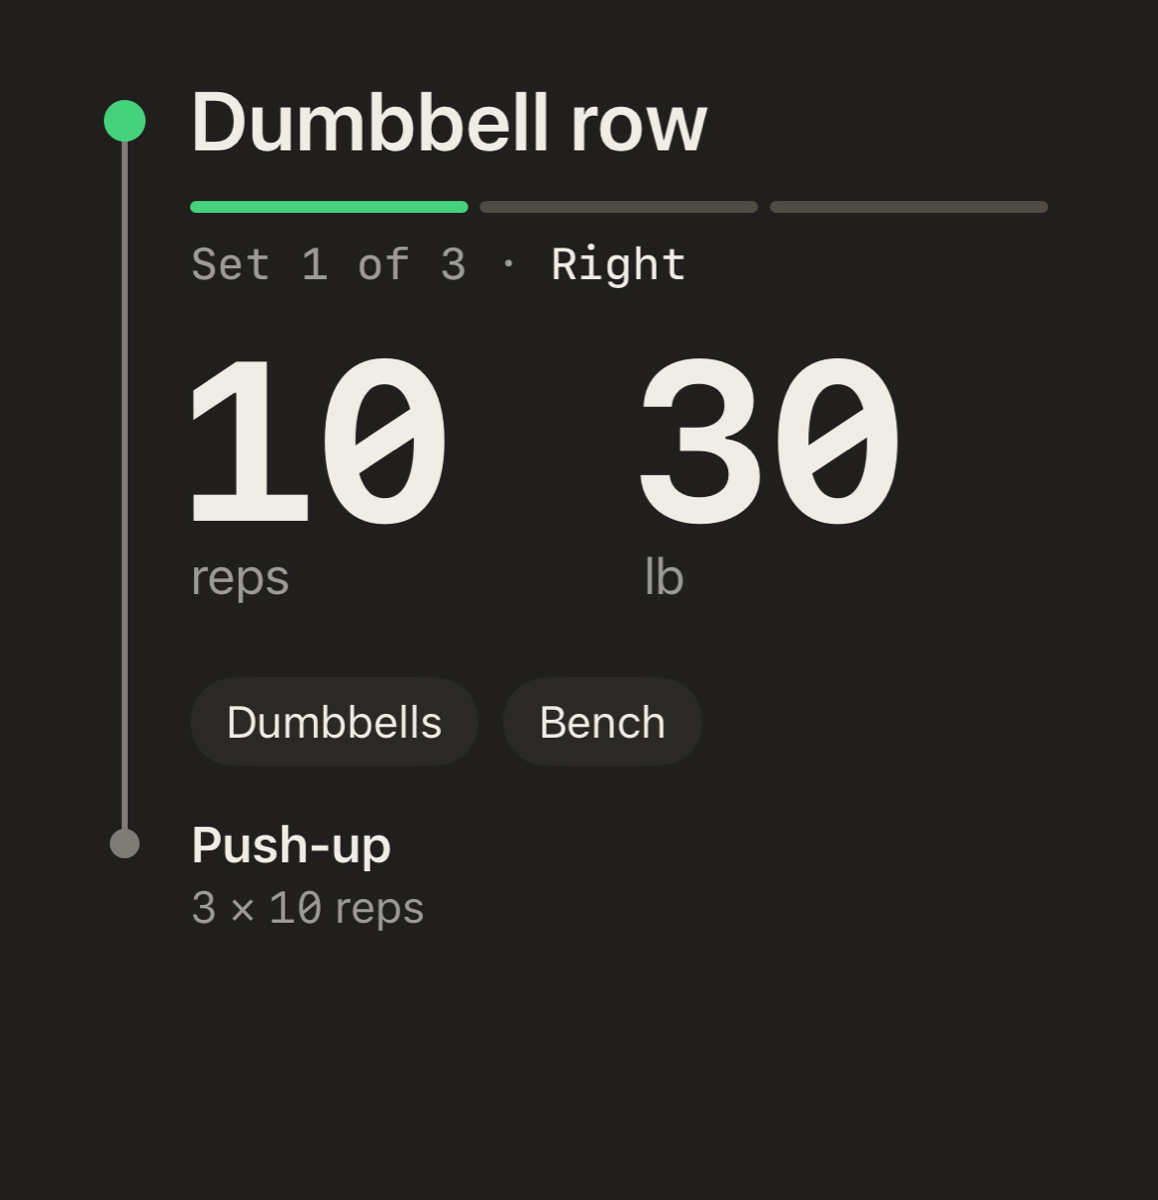 Dumbbell row
Set 1 of 3 · Right
10 30
reps lb
Dumbbells Bench
Push-up
3 × 10 reps